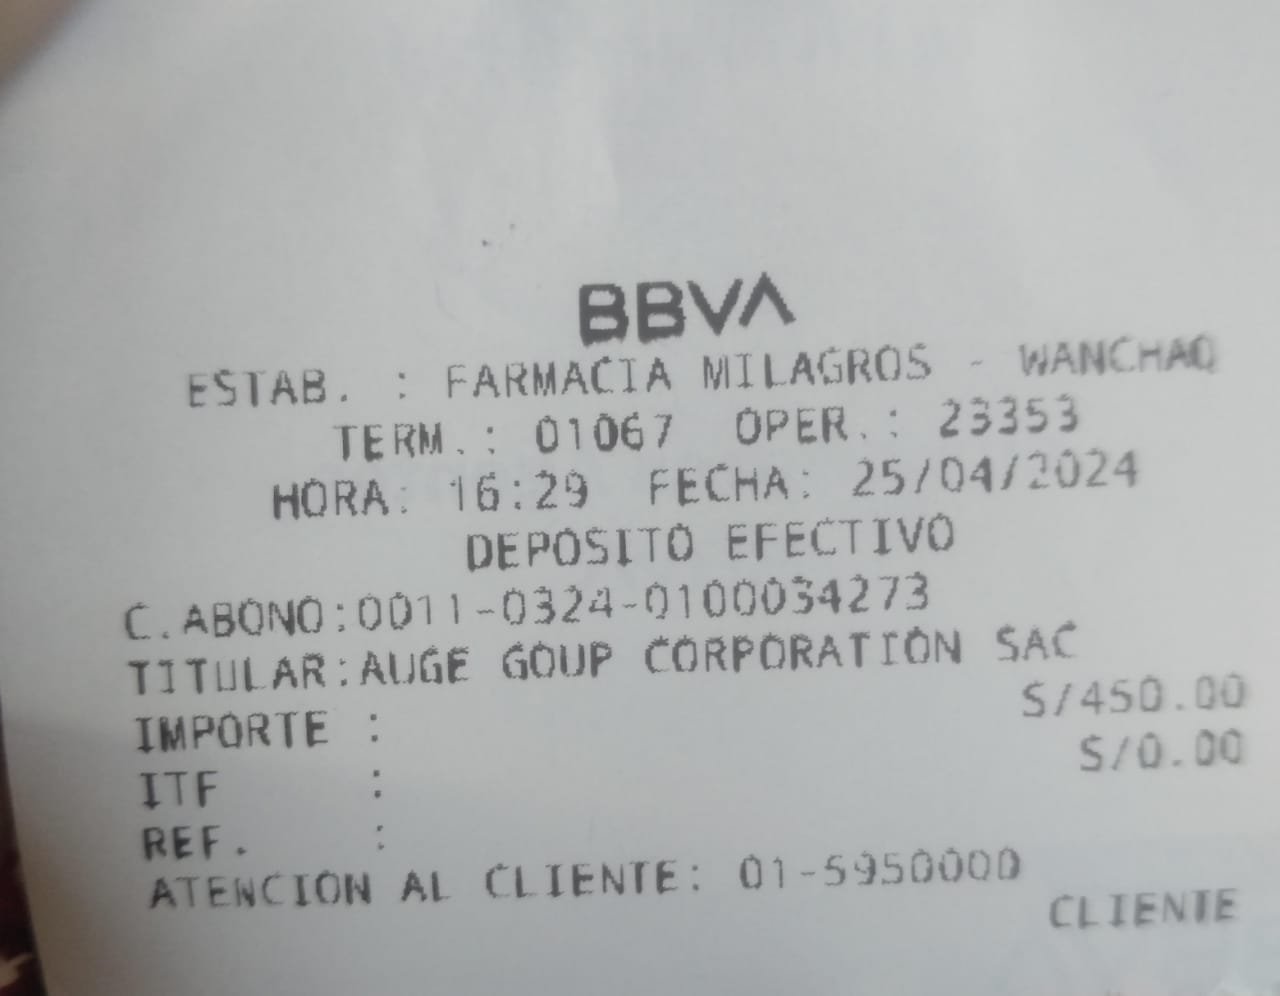 BBVA
ESTAB. : FARMACIA MILAGROS - WANCHAQ
TERM.: 01067 OPER.: 23353
HORA: 16:29 FECHA: 25/04/2024
DEPOSITO EFECTIVO
C.ABONO:0011-0324-0100034273
TITULAR:AUGE GOUP CORPORATION SAC
IMPORTE : S/450.00
ITF : S/0.00
REF. :
ATENCION AL CLIENTE: 01-5950000
CLIENTE